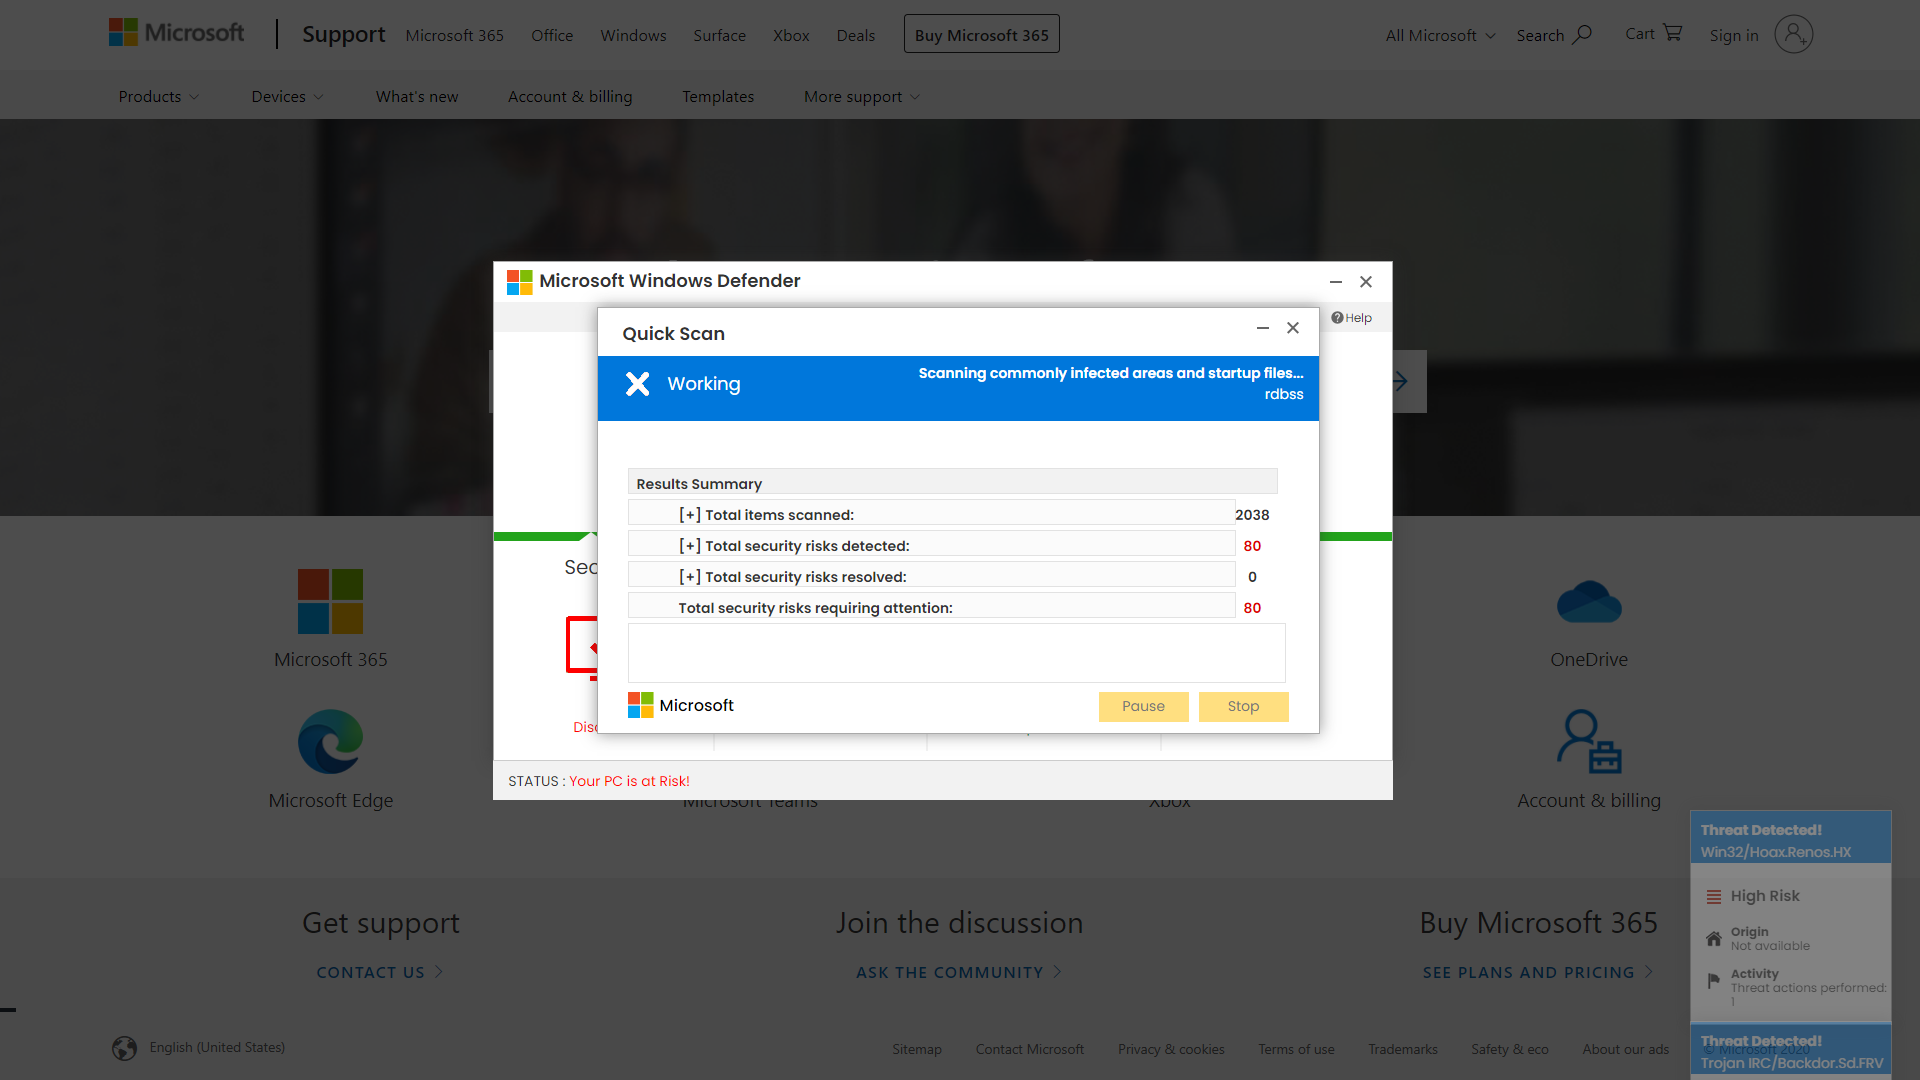 Microsoft
Support
Microsoft 365
Office
Windows
Surface
Xbox
Deals
Buy Microsoft 365
All Microsoft
Search
Cart
Sign in
Products
Devices
What's new
Account & billing
Templates
More support
Microsoft Windows Defender
Help
Quick Scan
Working
Scanning commonly infected areas and startup files...
rdbss
Results Summary
[+] Total items scanned: 2038
[+] Total security risks detected: 80
[+] Total security risks resolved: 0
Total security risks requiring attention: 80
Microsoft
Pause
Stop
Sec
Disc
STATUS : Your PC is at Risk!
Microsoft 365
OneDrive
Microsoft Edge
Microsoft Teams
Xbox
Account & billing
Threat Detected!
Win32/Hoax.Renos.HX
High Risk
Origin
Not available
Activity
Threat actions performed:
1
Threat Detected!
Trojan IRC/Backdor.Sd.FRV
Get support
CONTACT US
Join the discussion
ASK THE COMMUNITY
Buy Microsoft 365
SEE PLANS AND PRICING
English (United States)
Sitemap
Contact Microsoft
Privacy & cookies
Terms of use
Trademarks
Safety & eco
About our ads
© Microsoft 2020